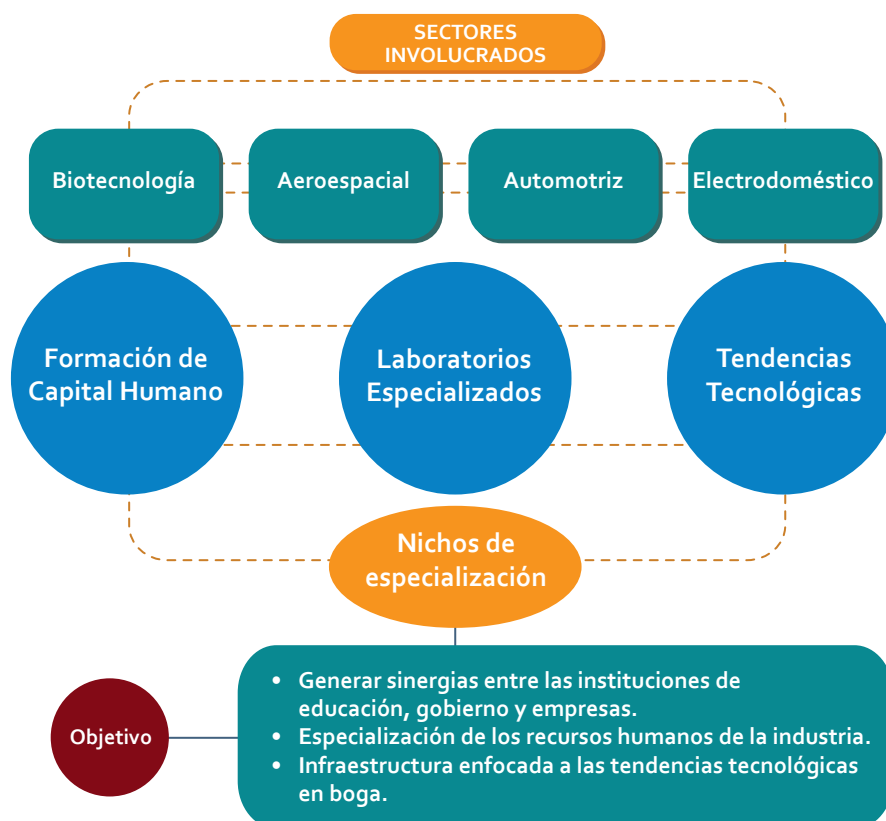 SECTORES
INVOLUCRADOS
Biotecnología
Aeroespacial
Automotriz
Electrodoméstico
Formación de
Capital Humano
Laboratorios
Especializados
Tendencias
Tecnológicas
Nichos de
especialización
Objetivo
• Generar sinergias entre las instituciones de
educación, gobierno y empresas.
• Especialización de los recursos humanos de la industria.
• Infraestructura enfocada a las tendencias tecnológicas
en boga.